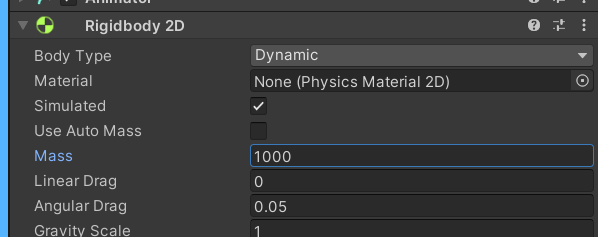 Animator
Rigidbody 2D
Body Type Dynamic
Material None (Physics Material 2D)
Simulated
Use Auto Mass
Mass 1000
Linear Drag 0
Angular Drag 0.05
Gravity Scale 1